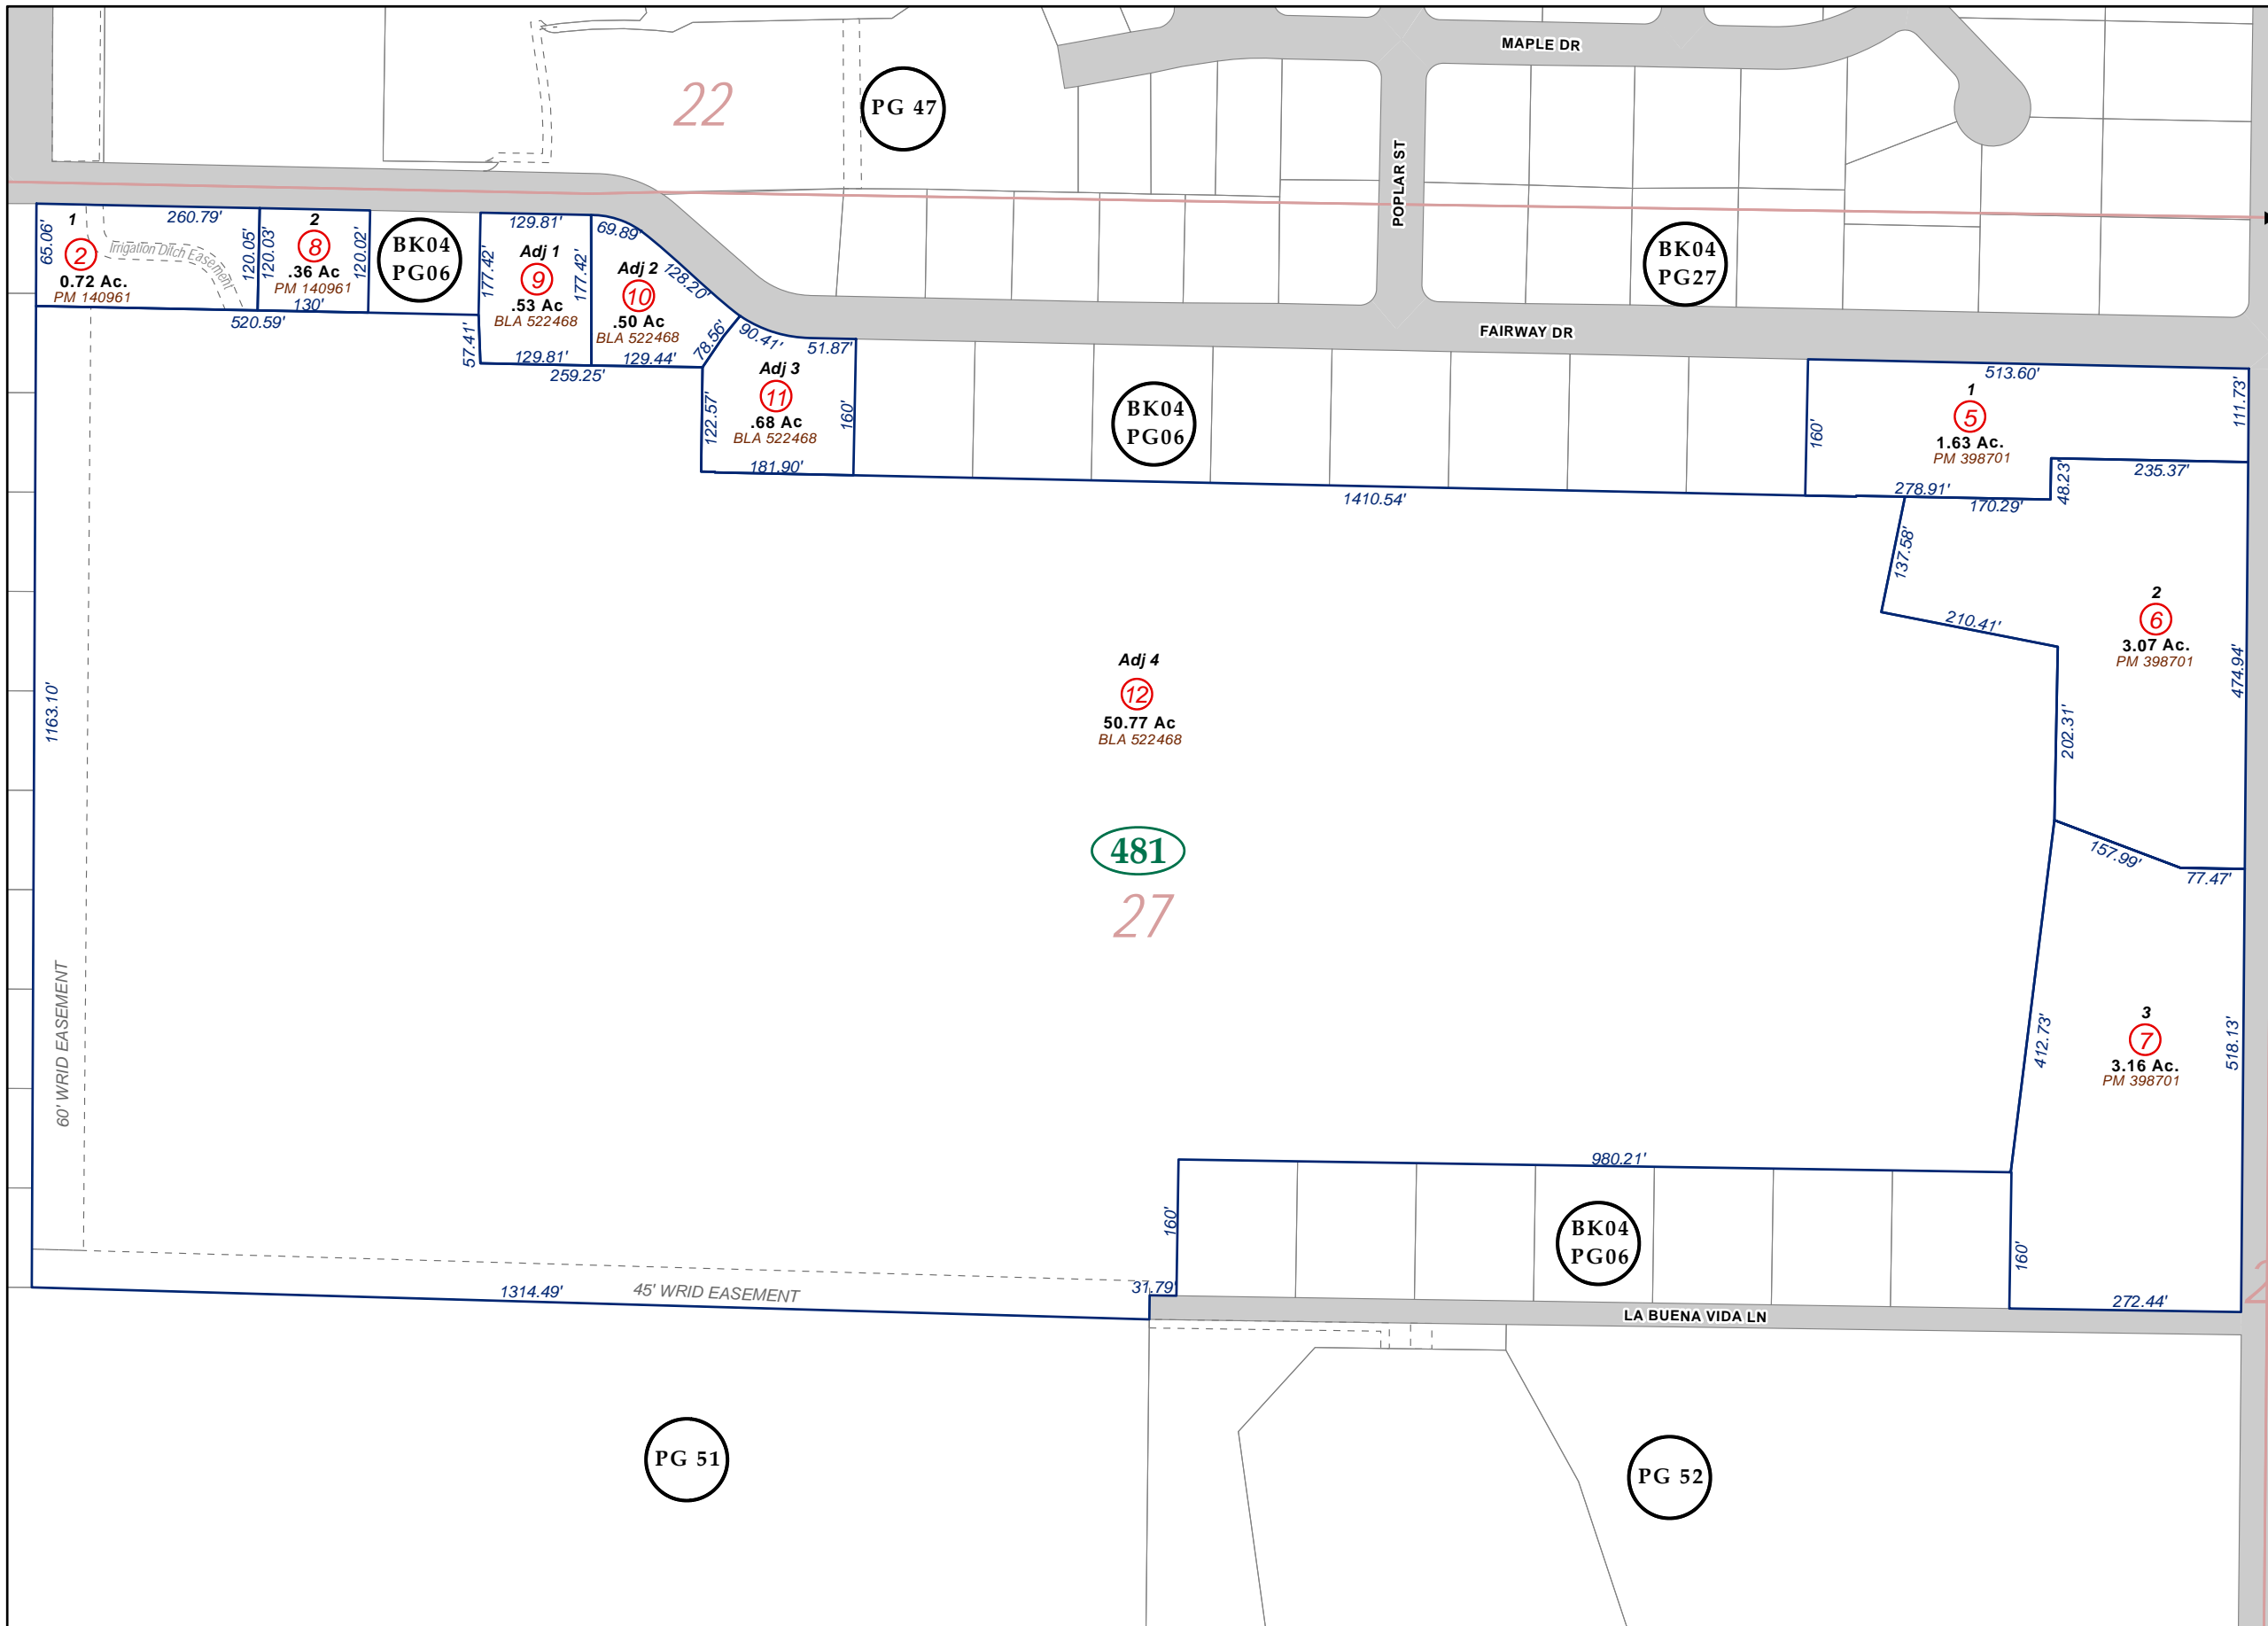 MAPLE DR
22
PG 47
POPLAR ST
1
260.79'
65.06'
2
0.72 Ac.
PM 140961
Irrigation Ditch Easement
120.05'
120.03'
2
8
.36 Ac
PM 140961
130'
120.02'
BK04
PG06
520.59'
129.81'
177.42'
Adj 1
9
.53 Ac
BLA 522468
177.42'
129.81'
57.41'
69.89'
Adj 2
10
.50 Ac
BLA 522468
128.20'
129.44'
78.56'
259.25'
90.41'
51.87'
Adj 3
11
.68 Ac
BLA 522468
122.57'
160'
181.90'
BK04
PG27
FAIRWAY DR
BK04
PG06
1410.54'
513.60'
1
5
1.63 Ac.
PM 398701
160'
111.73'
278.91'
170.29'
48.23'
235.37'
137.58'
210.41'
2
6
3.07 Ac.
PM 398701
474.94'
202.31'
157.99'
77.47'
Adj 4
12
50.77 Ac
BLA 522468
1163.10'
481
27
60' WRID EASEMENT
412.73'
3
7
3.16 Ac.
PM 398701
518.13'
980.21'
160'
BK04
PG06
160'
31.79'
1314.49'
45' WRID EASEMENT
272.44'
LA BUENA VIDA LN
PG 51
PG 52